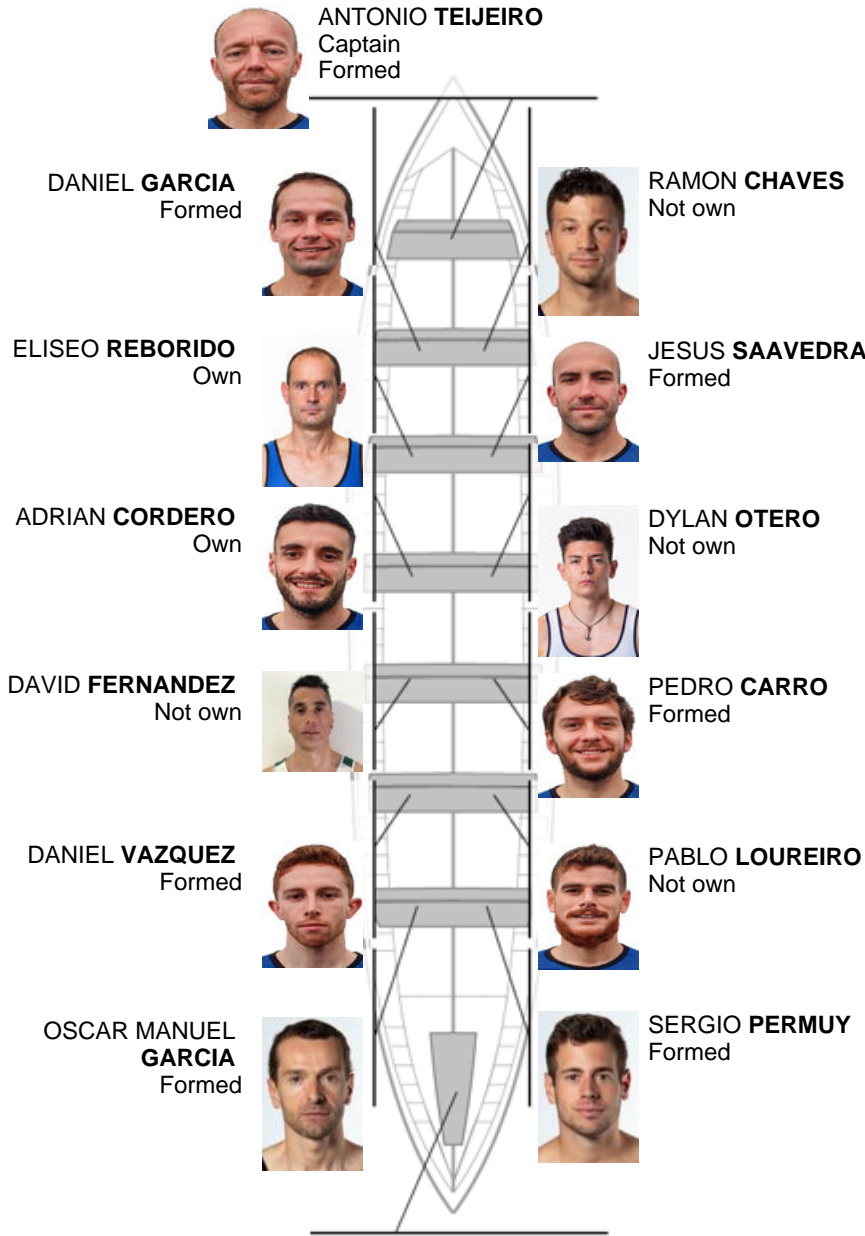 ANTONIO TEIJEIRO
Captain
Formed
DANIEL GARCIA
Formed
RAMON CHAVES
Not own
ELISEO REBORIDO
Own
JESUS SAAVEDRA
Formed
ADRIAN CORDERO
Own
DYLAN OTERO
Not own
DAVID FERNANDEZ
Not own
PEDRO CARRO
Formed
DANIEL VAZQUEZ
Formed
PABLO LOUREIRO
Not own
OSCAR MANUEL
GARCIA
Formed
SERGIO PERMUY
Formed